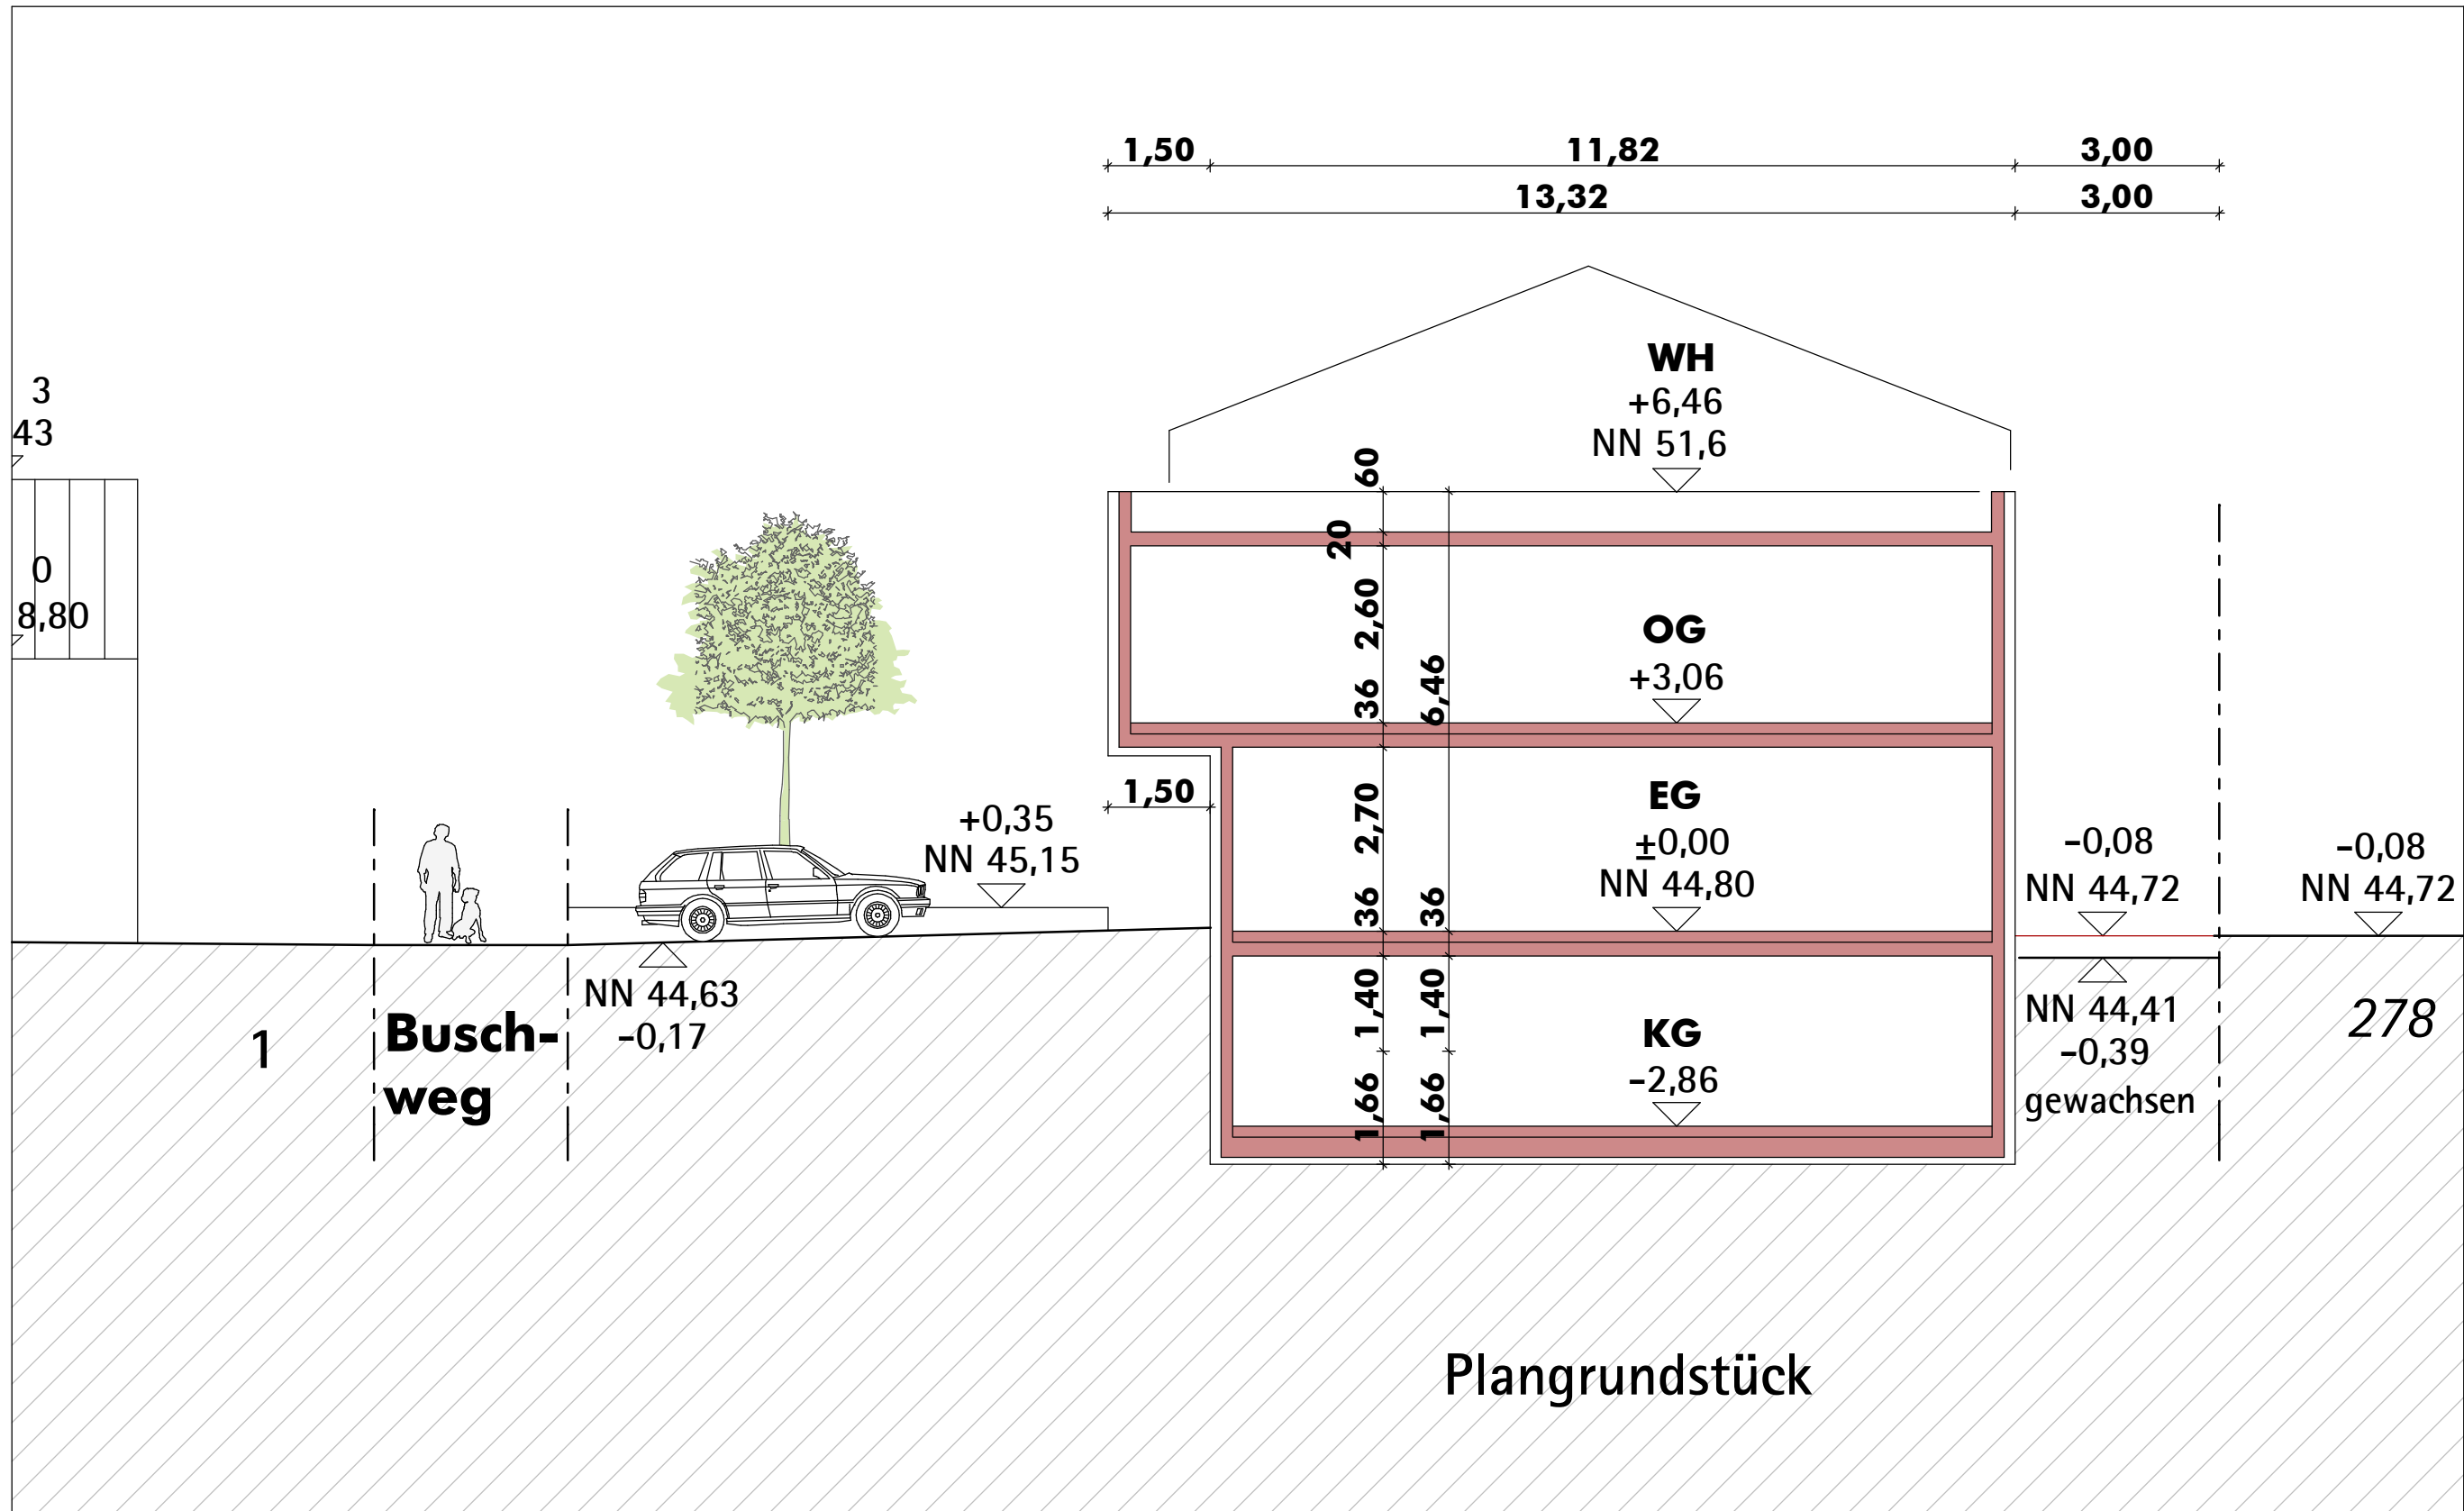 1,50 11,82 3,00
13,32 3,00
WH
+6,46
NN 51,6
3
43
0
8,80
60
20
2,60
36
6,46
2,70
36
36
1,40
1,40
1,66
1,66
OG
+3,06
1,50
EG
±0,00
NN 44,80
+0,35
NN 45,15
-0,08
NN 44,72
-0,08
NN 44,72
NN 44,63
-0,17
1
Busch-
weg
KG
-2,86
NN 44,41
-0,39
gewachsen
278
Plangrundstück